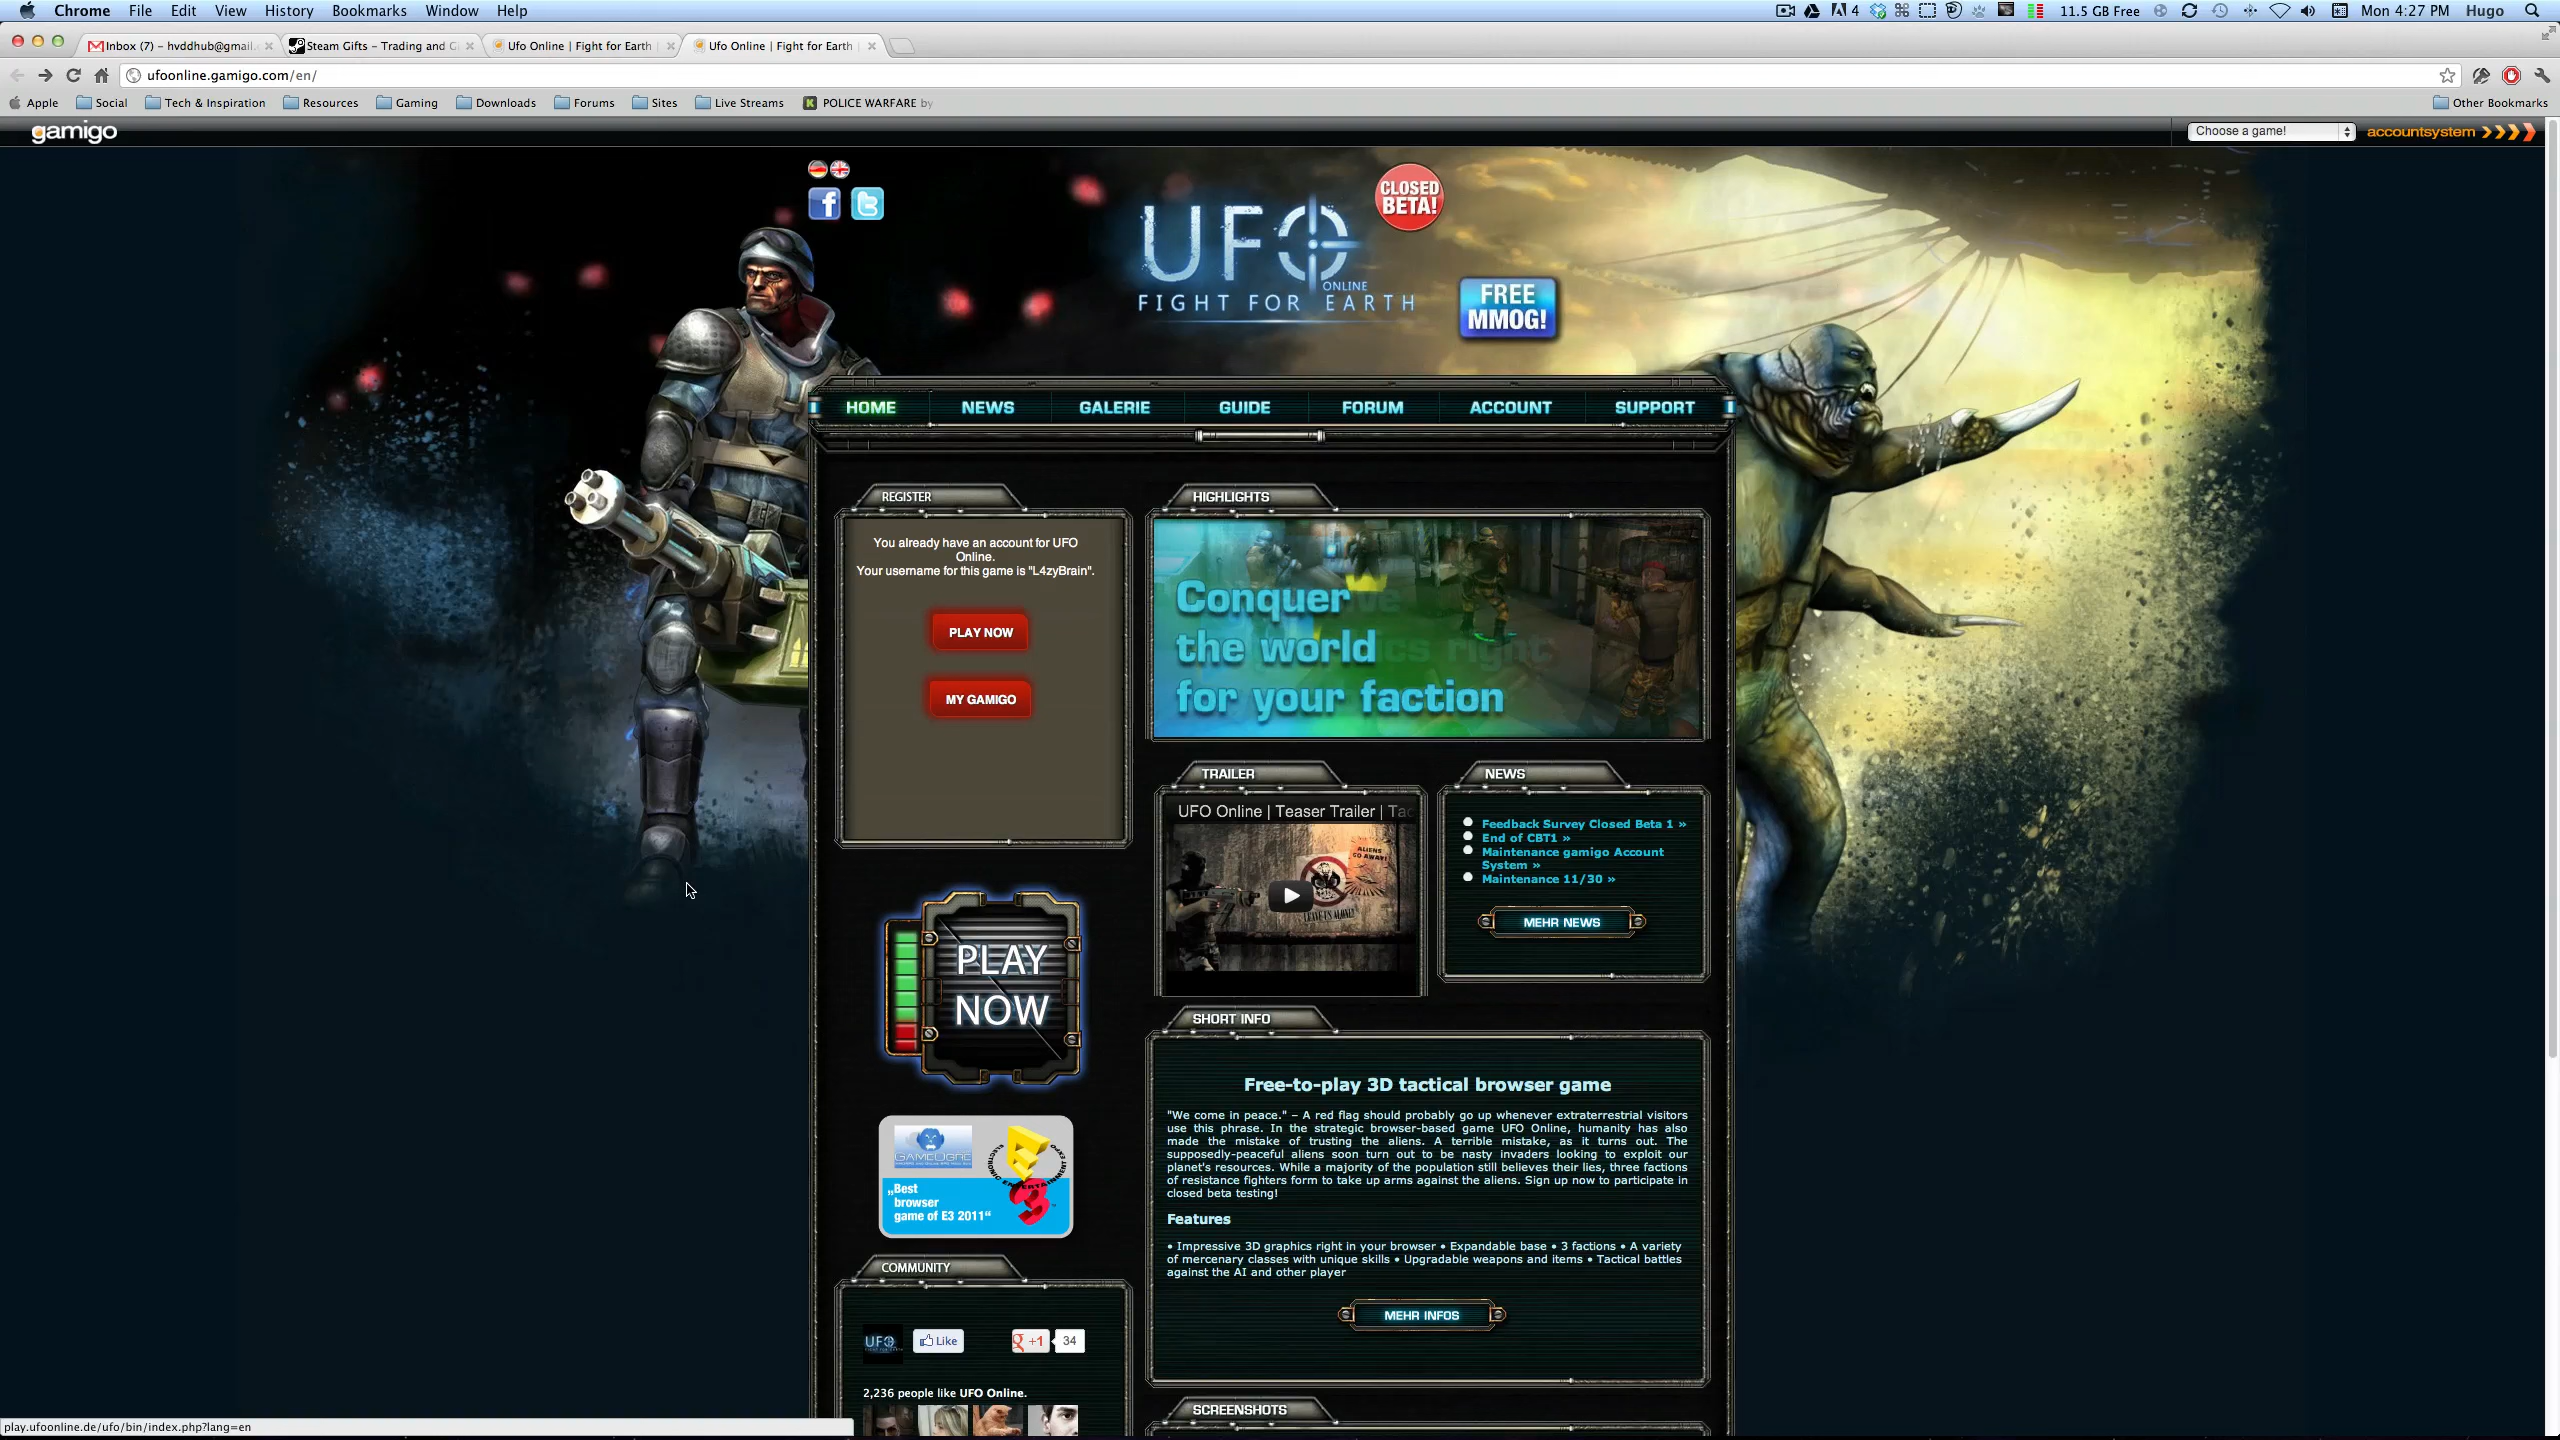 Chrome File Edit View History Bookmarks Window Help
4 11.5 GB Free Mon 4:27 PM Hugo
Inbox (7) – hvddhub@gmail.
Steam Gifts – Trading and G
Ufo Online | Fight for Earth
Ufo Online | Fight for Earth
ufoonline.gamigo.com/en/
Apple Social Tech & Inspiration Resources Gaming Downloads Forums Sites Live Streams POLICE WARFARE by Other Bookmarks
gamigo
Choose a game!
accountsystem
CLOSED
BETA!
UFO
ONLINE
FIGHT FOR EARTH
FREE
MMOG!
HOME NEWS GALERIE GUIDE FORUM ACCOUNT SUPPORT
REGISTER
You already have an account for UFO
Online.
Your username for this game is "L4zyBrain".
PLAY NOW
MY GAMIGO
HIGHLIGHTS
Conquer
the world
for your faction
TRAILER
UFO Online | Teaser Trailer | Tac
ALIENS
GO AWAY!
LEAVE US ALONE!
NEWS
Feedback Survey Closed Beta 1 »
End of CBT1 »
Maintenance gamigo Account
System »
Maintenance 11/30 »
MEHR NEWS
PLAY
NOW
SHORT INFO
Free-to-play 3D tactical browser game
"We come in peace." – A red flag should probably go up whenever extraterrestrial visitors
use this phrase. In the strategic browser-based game UFO Online, humanity has also
made the mistake of trusting the aliens. A terrible mistake, as it turns out. The
supposedly-peaceful aliens soon turn out to be nasty invaders looking to exploit our
planet's resources. While a majority of the population still believes their lies, three factions
of resistance fighters form to take up arms against the aliens. Sign up now to participate in
closed beta testing!
Features
• Impressive 3D graphics right in your browser • Expandable base • 3 factions • A variety
of mercenary classes with unique skills • Upgradable weapons and items • Tactical battles
against the AI and other player
MEHR INFOS
GAMEOGRE
ELECTRONIC ENTERTAINMENT EXPO
E3
„Best
browser
game of E3 2011“
COMMUNITY
UFO
Like
+1 34
2,236 people like UFO Online.
SCREENSHOTS
play.ufoonline.de/ufo/bin/index.php?lang=en